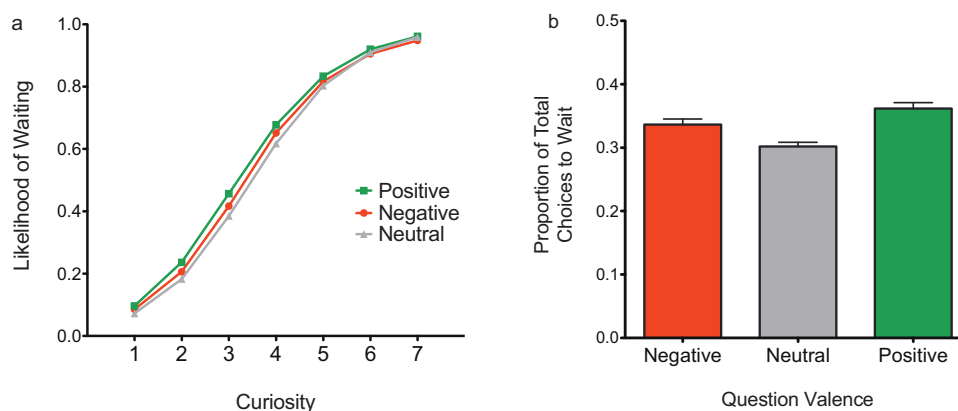 a
1.0
0.8
0.6
0.4
0.2
0.0
Likelihood of Waiting
Positive
Negative
Neutral
1 2 3 4 5 6 7
Curiosity
b
0.5
0.4
0.3
0.2
0.1
0.0
Proportion of Total
Choices to Wait
Negative Neutral Positive
Question Valence